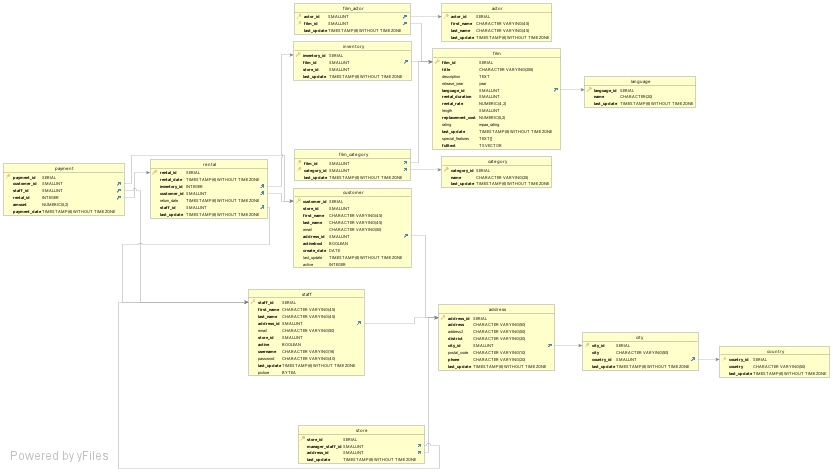 film_actor
actor_id SMALLINT
film_id SMALLINT
last_update TIMESTAMP(6) WITHOUT TIME ZONE
actor
actor_id SERIAL
first_name CHARACTER VARYING(45)
last_name CHARACTER VARYING(45)
last_update TIMESTAMP(6) WITHOUT TIME ZONE
inventory
inventory_id SERIAL
film_id SMALLINT
store_id SMALLINT
last_update TIMESTAMP(6) WITHOUT TIME ZONE
film
film_id SERIAL
title CHARACTER VARYING(255)
description TEXT
release_year year
language_id SMALLINT
rental_duration SMALLINT
rental_rate NUMERIC(4,2)
length SMALLINT
replacement_cost NUMERIC(5,2)
rating mpaa_rating
last_update TIMESTAMP(6) WITHOUT TIME ZONE
special_features TEXT[]
fulltext TSVECTOR
language
language_id SERIAL
name CHARACTER(20)
last_update TIMESTAMP(6) WITHOUT TIME ZONE
film_category
film_id SMALLINT
category_id SMALLINT
last_update TIMESTAMP(6) WITHOUT TIME ZONE
category
category_id SERIAL
name CHARACTER VARYING(25)
last_update TIMESTAMP(6) WITHOUT TIME ZONE
payment
payment_id SERIAL
customer_id SMALLINT
staff_id SMALLINT
rental_id INTEGER
amount NUMERIC(5,2)
payment_date TIMESTAMP(6) WITHOUT TIME ZONE
rental
rental_id SERIAL
rental_date TIMESTAMP(6) WITHOUT TIME ZONE
inventory_id INTEGER
customer_id SMALLINT
return_date TIMESTAMP(6) WITHOUT TIME ZONE
staff_id SMALLINT
last_update TIMESTAMP(6) WITHOUT TIME ZONE
customer
customer_id SERIAL
store_id SMALLINT
first_name CHARACTER VARYING(45)
last_name CHARACTER VARYING(45)
email CHARACTER VARYING(50)
address_id SMALLINT
activebool BOOLEAN
create_date DATE
last_update TIMESTAMP(6) WITHOUT TIME ZONE
active INTEGER
staff
staff_id SERIAL
first_name CHARACTER VARYING(45)
last_name CHARACTER VARYING(45)
address_id SMALLINT
email CHARACTER VARYING(50)
store_id SMALLINT
active BOOLEAN
username CHARACTER VARYING(16)
password CHARACTER VARYING(40)
last_update TIMESTAMP(6) WITHOUT TIME ZONE
picture BYTEA
address
address_id SERIAL
address CHARACTER VARYING(50)
address2 CHARACTER VARYING(50)
district CHARACTER VARYING(20)
city_id SMALLINT
postal_code CHARACTER VARYING(10)
phone CHARACTER VARYING(20)
last_update TIMESTAMP(6) WITHOUT TIME ZONE
city
city_id SERIAL
city CHARACTER VARYING(50)
country_id SMALLINT
last_update TIMESTAMP(6) WITHOUT TIME ZONE
country
country_id SERIAL
country CHARACTER VARYING(50)
last_update TIMESTAMP(6) WITHOUT TIME ZONE
store
store_id SERIAL
manager_staff_id SMALLINT
address_id SMALLINT
last_update TIMESTAMP(6) WITHOUT TIME ZONE
Powered by yFiles